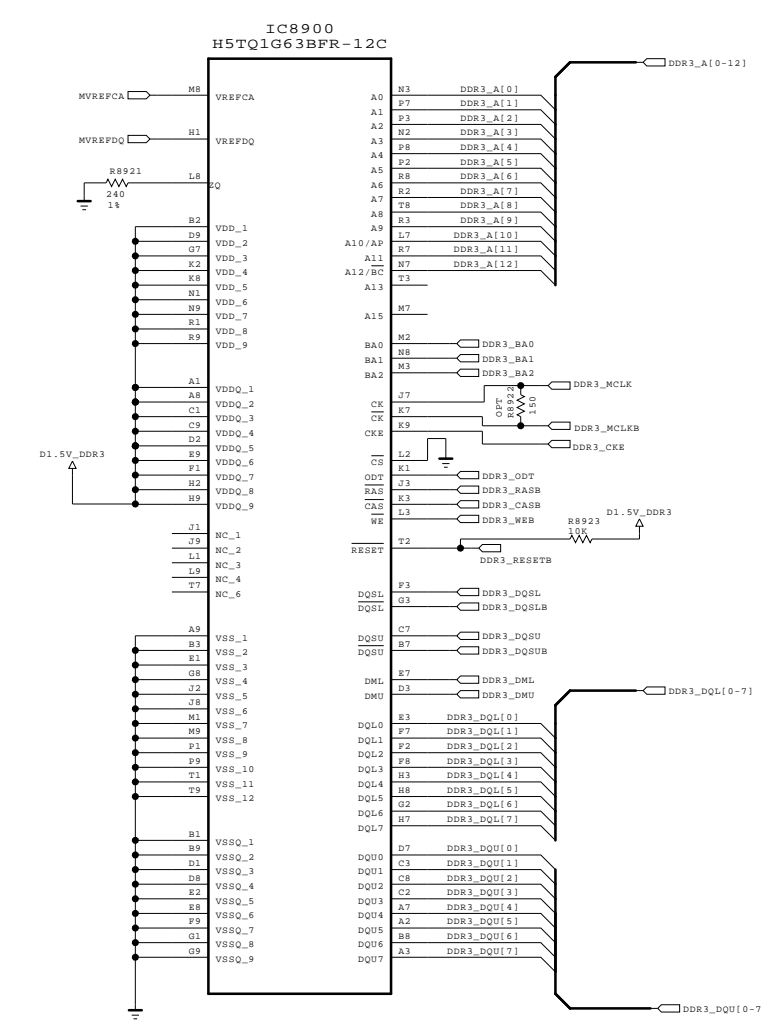 IC8900
H5TQ1G63BFR-12C
DDR3_A[0-12]
MVREFCA M8 VREFCA
MVREFDQ H1 VREFDQ
R8921
240
1%
L8 ZQ
B2 VDD_1
D9 VDD_2
G7 VDD_3
K2 VDD_4
K8 VDD_5
N1 VDD_6
N9 VDD_7
R1 VDD_8
R9 VDD_9
A1 VDDQ_1
A8 VDDQ_2
C1 VDDQ_3
C9 VDDQ_4
D2 VDDQ_5
E9 VDDQ_6
F1 VDDQ_7
H2 VDDQ_8
H9 VDDQ_9
D1.5V_DDR3
J1 NC_1
J9 NC_2
L1 NC_3
L9 NC_4
T7 NC_6
A9 VSS_1
B3 VSS_2
E1 VSS_3
G8 VSS_4
J2 VSS_5
J8 VSS_6
M1 VSS_7
M9 VSS_8
P1 VSS_9
P9 VSS_10
T1 VSS_11
T9 VSS_12
B1 VSSQ_1
B9 VSSQ_2
D1 VSSQ_3
D8 VSSQ_4
E2 VSSQ_5
E8 VSSQ_6
F9 VSSQ_7
G1 VSSQ_8
G9 VSSQ_9
A0 N3 DDR3_A[0]
A1 P7 DDR3_A[1]
A2 P3 DDR3_A[2]
A3 N2 DDR3_A[3]
A4 P8 DDR3_A[4]
A5 P2 DDR3_A[5]
A6 R8 DDR3_A[6]
A7 R2 DDR3_A[7]
A8 T8 DDR3_A[8]
A9 R3 DDR3_A[9]
A10/AP L7 DDR3_A[10]
A11 R7 DDR3_A[11]
A12/BC N7 DDR3_A[12]
A13 T3
A15 M7
BA0 M2 DDR3_BA0
BA1 N8 DDR3_BA1
BA2 M3 DDR3_BA2
CK J7 DDR3_MCLK
CK K7 DDR3_MCLKB
CKE K9 DDR3_CKE
OPT
R8922
150
CS L2
ODT K1 DDR3_ODT
RAS J3 DDR3_RASB
CAS K3 DDR3_CASB
WE L3 DDR3_WEB
RESET T2 DDR3_RESETB
R8923
10K
D1.5V_DDR3
DQSL F3 DDR3_DQSL
DQSL G3 DDR3_DQSLB
DQSU C7 DDR3_DQSU
DQSU B7 DDR3_DQSUB
DML E7 DDR3_DML
DMU D3 DDR3_DMU
DDR3_DQL[0-7]
DQL0 E3 DDR3_DQL[0]
DQL1 F7 DDR3_DQL[1]
DQL2 F2 DDR3_DQL[2]
DQL3 F8 DDR3_DQL[3]
DQL4 H3 DDR3_DQL[4]
DQL5 H8 DDR3_DQL[5]
DQL6 G2 DDR3_DQL[6]
DQL7 H7 DDR3_DQL[7]
DQU0 D7 DDR3_DQU[0]
DQU1 C3 DDR3_DQU[1]
DQU2 C8 DDR3_DQU[2]
DQU3 C2 DDR3_DQU[3]
DQU4 A7 DDR3_DQU[4]
DQU5 A2 DDR3_DQU[5]
DQU6 B8 DDR3_DQU[6]
DQU7 A3 DDR3_DQU[7]
DDR3_DQU[0-7